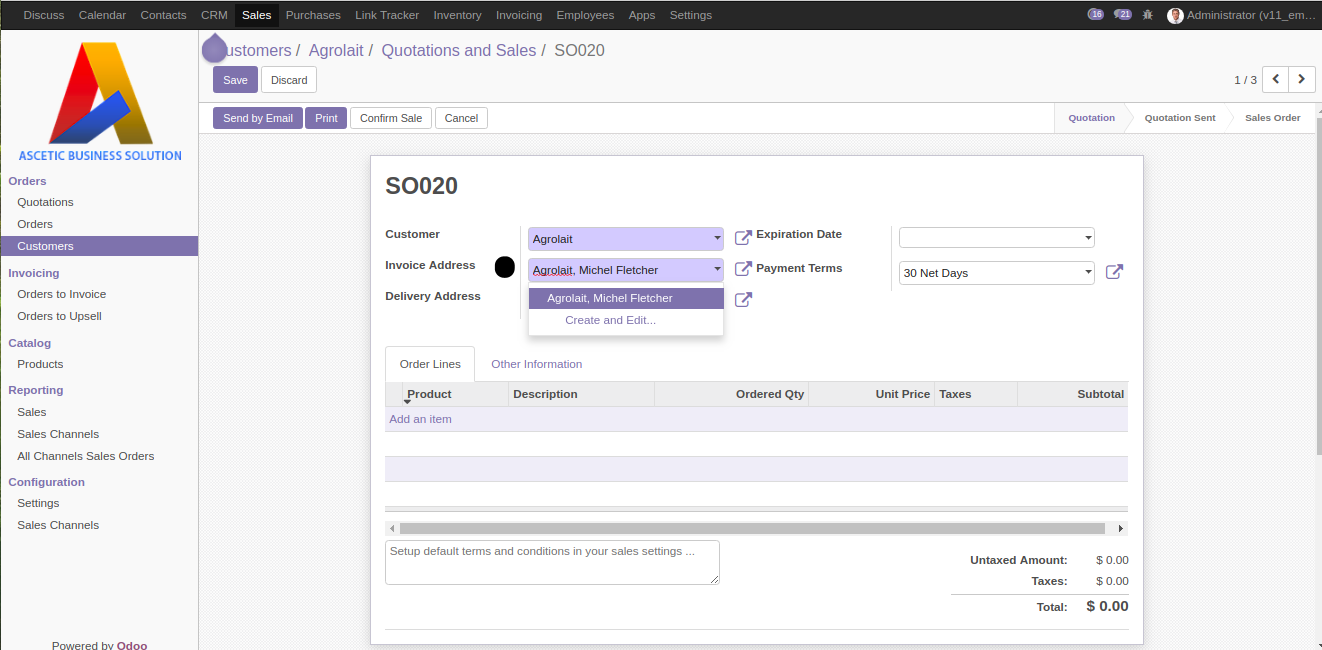 Discuss Calendar Contacts CRM Sales Purchases Link Tracker Inventory Invoicing Employees Apps Settings 16 21 Administrator (v11_em...
ustomers / Agrolait / Quotations and Sales / SO020
Save Discard 1 / 3
Send by Email Print Confirm Sale Cancel Quotation Quotation Sent Sales Order
ASCETIC BUSINESS SOLUTION
Orders
Quotations
Orders
Customers
Invoicing
Orders to Invoice
Orders to Upsell
Catalog
Products
Reporting
Sales
Sales Channels
All Channels Sales Orders
Configuration
Settings
Sales Channels
Powered by Odoo
SO020
Customer Agrolait Expiration Date
Invoice Address Agrolait, Michel Fletcher Payment Terms 30 Net Days
Delivery Address Agrolait, Michel Fletcher
Create and Edit...
Order Lines Other Information
Product Description Ordered Qty Unit Price Taxes Subtotal
Add an item
Setup default terms and conditions in your sales settings ...
Untaxed Amount: $ 0.00
Taxes: $ 0.00
Total: $ 0.00